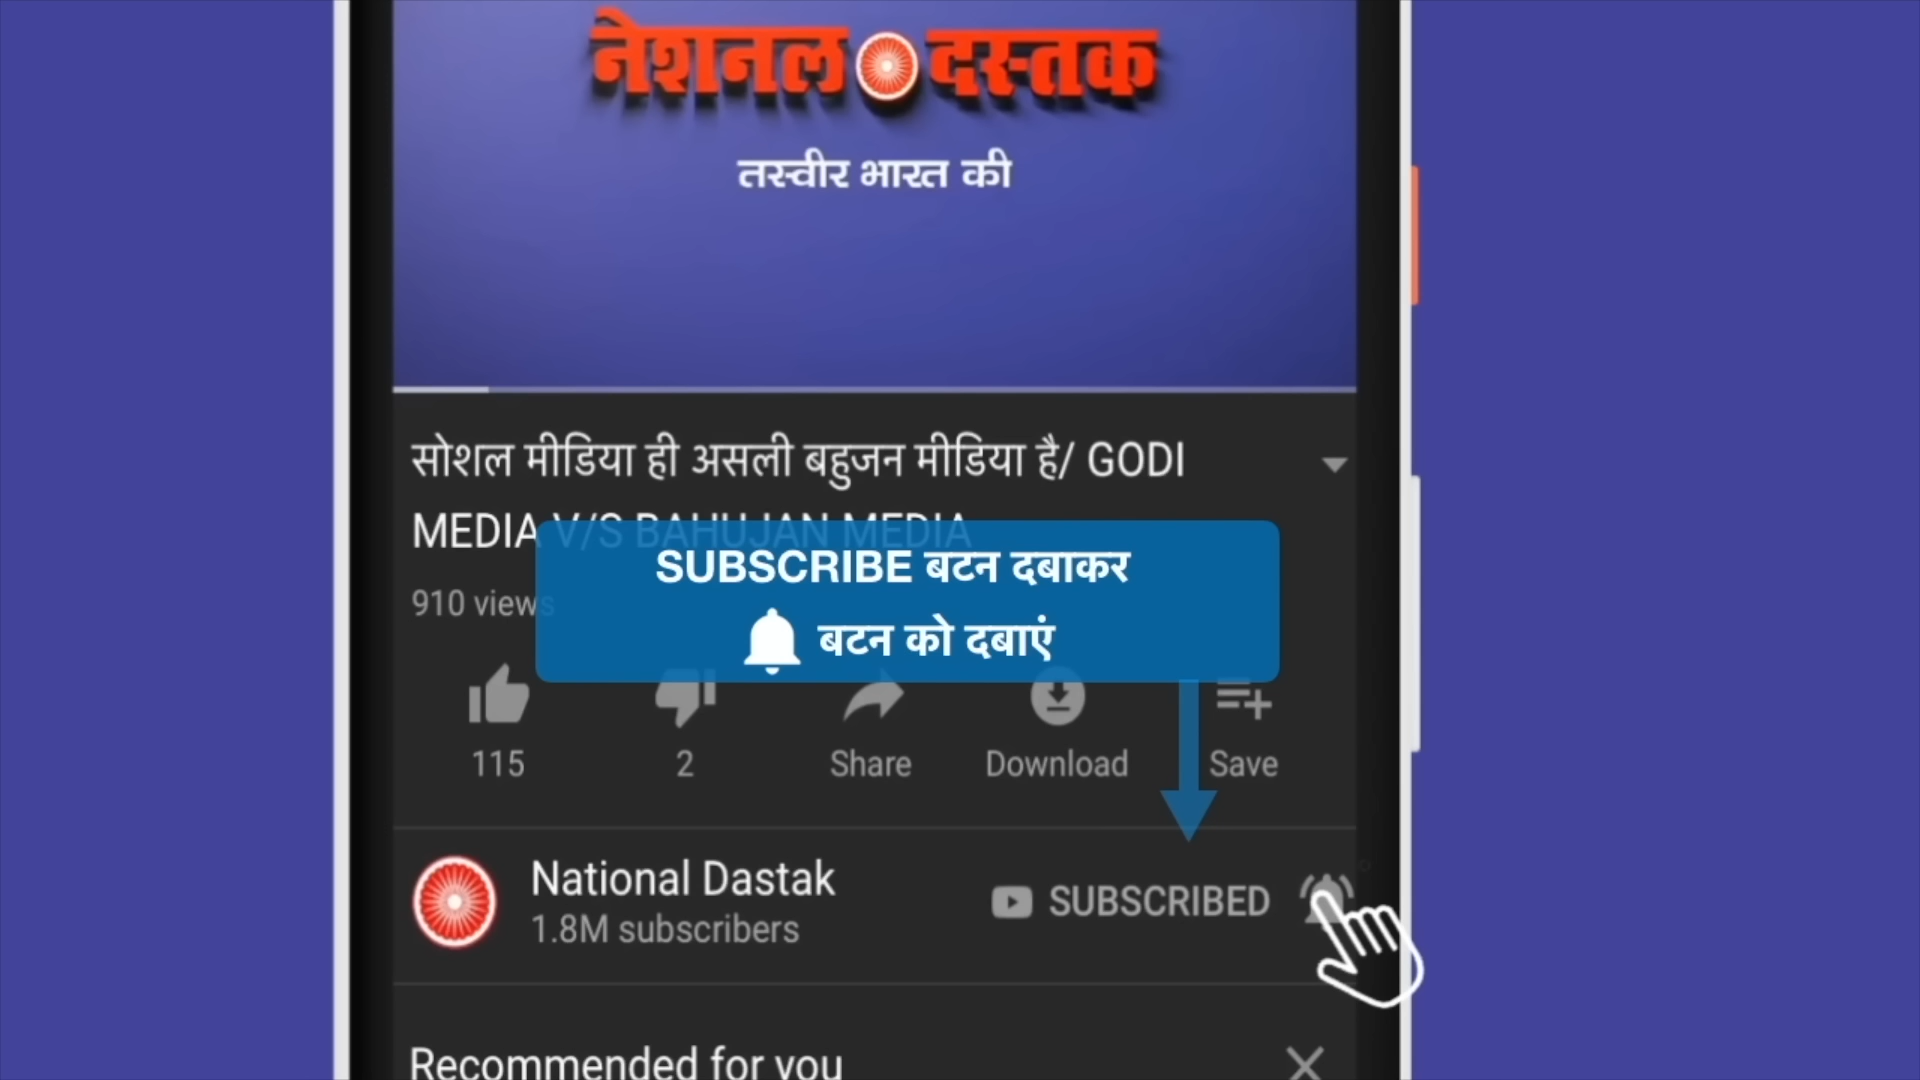 नेशनल दस्तक
तस्वीर भारत की
सोशल मीडिया ही असली बहुजन मीडिया है/ GODI
MEDIA V/S BAHUJAN MEDIA
910 views
SUBSCRIBE बटन दबाकर
बटन को दबाएं
115
2
Share
Download
Save
National Dastak
1.8M subscribers
SUBSCRIBED
Recommended for you